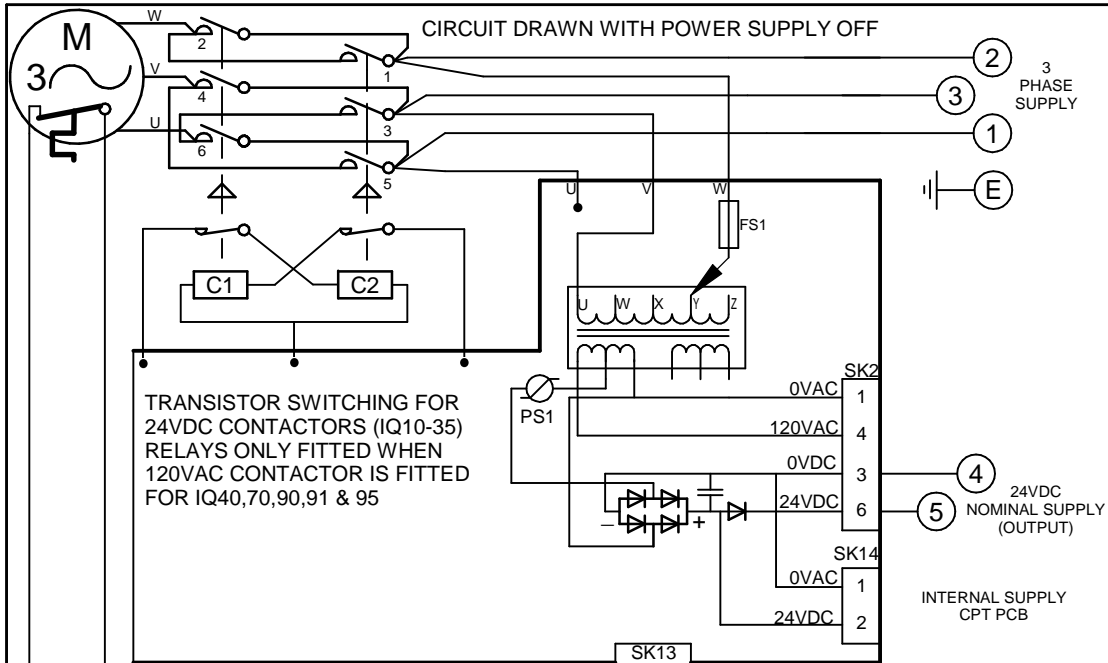 CIRCUIT DRAWN WITH POWER SUPPLY OFF
W
M
3
V
U
2
4
6
1
3
5
2
3
1
E
3
PHASE
SUPPLY
U
V
W
FS1
C1
C2
U
W
X
Y
Z
PS1
TRANSISTOR SWITCHING FOR
24VDC CONTACTORS (IQ10-35)
RELAYS ONLY FITTED WHEN
120VAC CONTACTOR IS FITTED
FOR IQ40,70,90,91 & 95
SK2
0VAC
1
120VAC
4
0VDC
3
24VDC
6
4
5
24VDC
NOMINAL SUPPLY
(OUTPUT)
− +
SK14
0VAC
1
24VDC
2
INTERNAL SUPPLY
CPT PCB
SK13